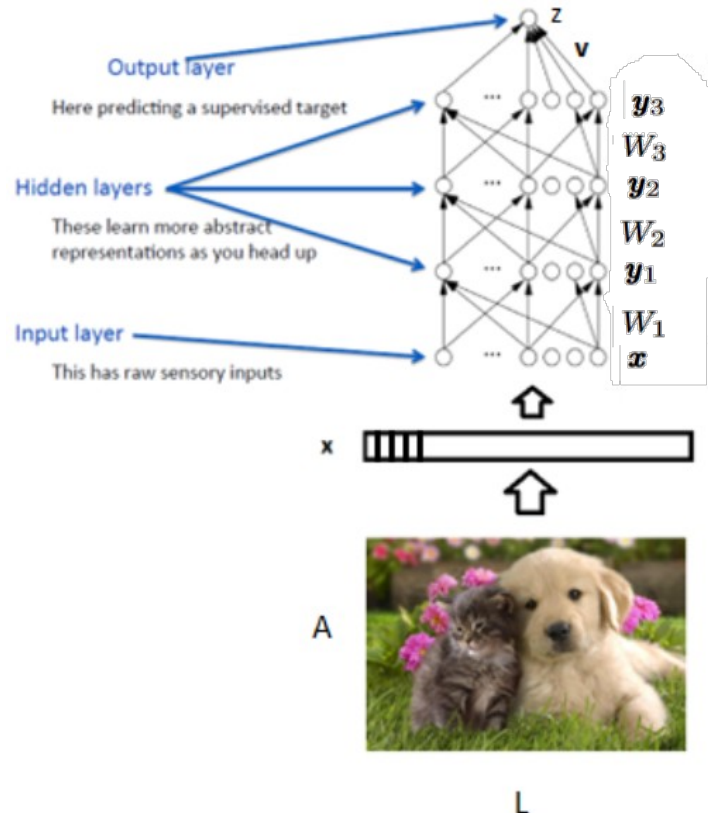 z
v
Output layer
Here predicting a supervised target
... y₃
W₃
Hidden layers
... y₂
These learn more abstract
representations as you head up
W₂
... y₁
W₁
Input layer
... x
This has raw sensory inputs
x
A
L